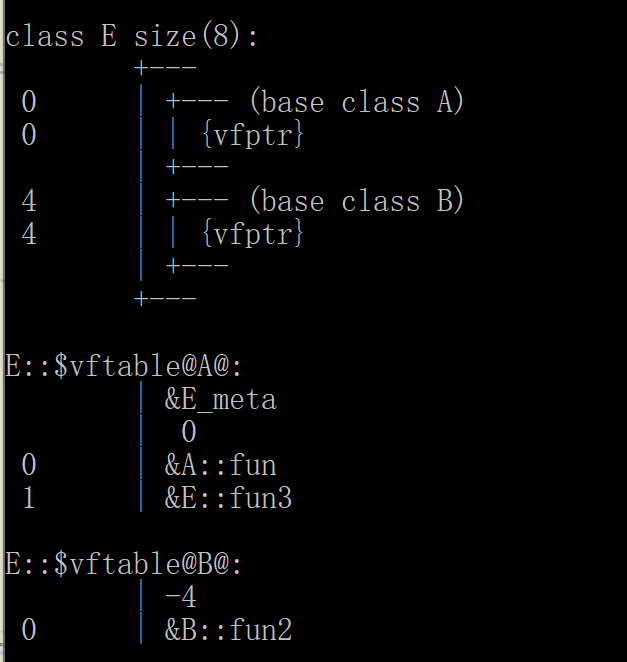 class E size(8):
+---
0 | +--- (base class A)
0 | | {vfptr}
| +---
4 | +--- (base class B)
4 | | {vfptr}
| +---
+---
E::$vftable@A@:
| &E_meta
| 0
0 | &A::fun
1 | &E::fun3
E::$vftable@B@:
| -4
0 | &B::fun2